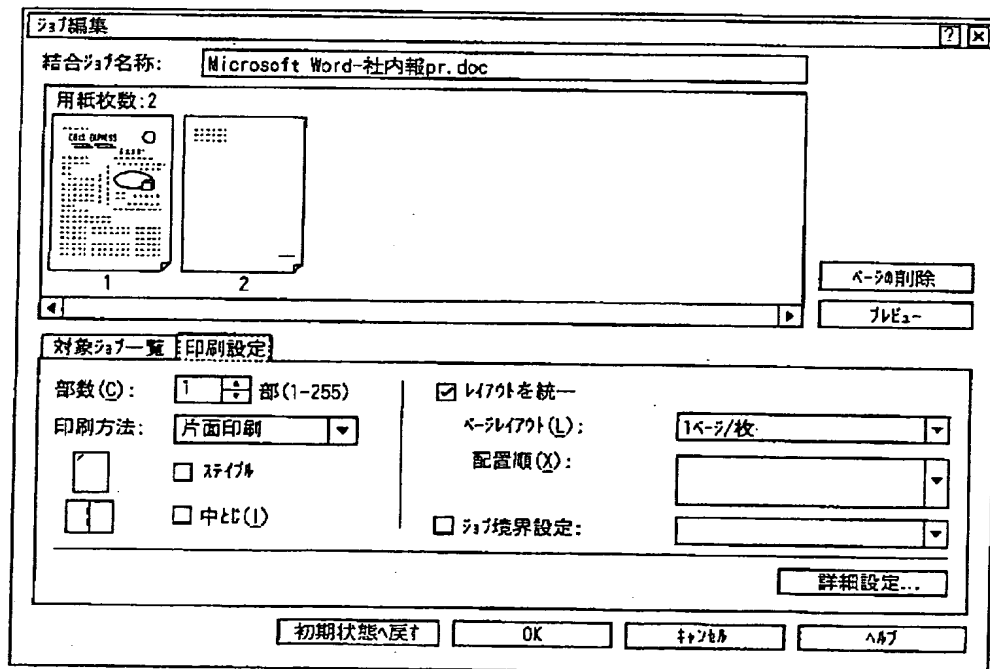 ジョブ編集
結合ジョブ名称: Microsoft Word-社内報pr.doc
用紙枚数:2
1 2
ページの削除
プレビュー
対象ジョブ一覧 印刷設定
部数(C): 1 部(1-255)
印刷方法: 片面印刷
ステイプル
中とじ(I)
レイアウトを統一
ページレイアウト(L): 1ページ/枚
配置順(X):
ジョブ境界設定:
詳細設定...
初期状態へ戻す OK キャンセル ヘルプ